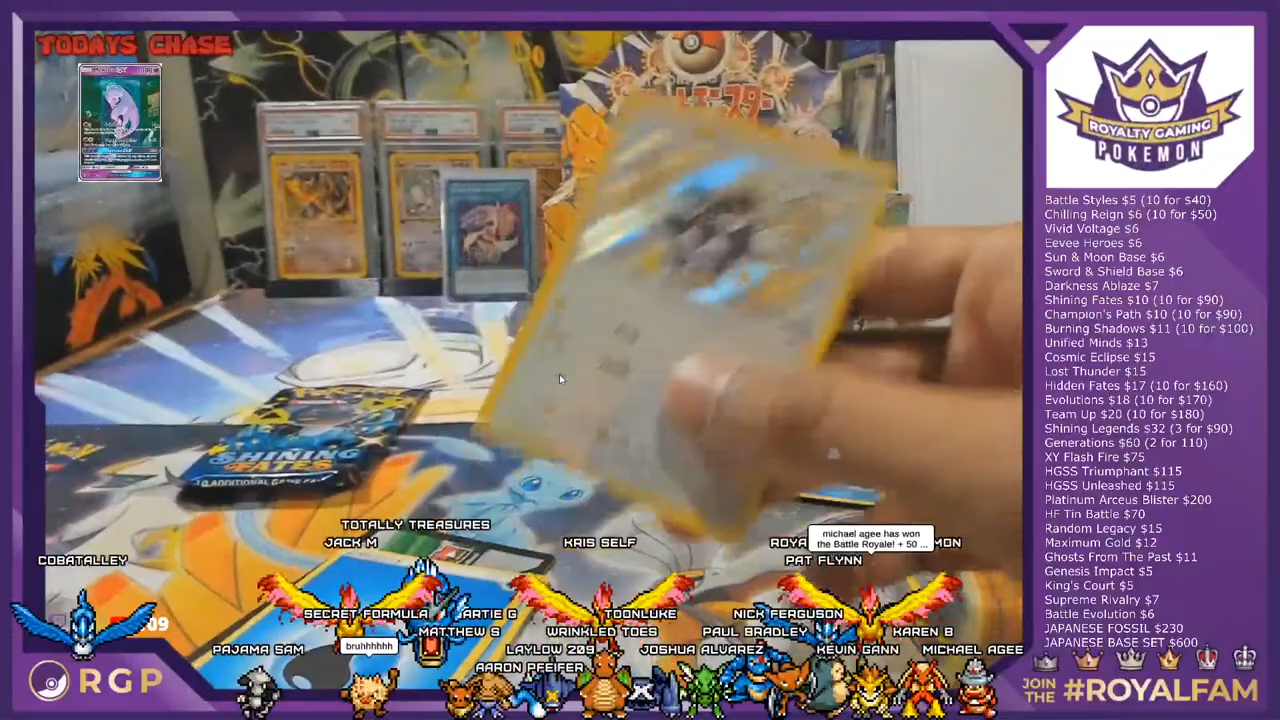 TODAYS CHASE
ROYALTY GAMING
POKEMON
Battle Styles $5 (10 for $40)
Chilling Reign $6 (10 for $50)
Vivid Voltage $6
Eevee Heroes $6
Sun & Moon Base $6
Sword & Shield Base $6
Darkness Ablaze $7
Shining Fates $10 (10 for $90)
Champion's Path $10 (10 for $90)
Burning Shadows $11 (10 for $100)
Unified Minds $13
Cosmic Eclipse $15
Lost Thunder $15
Hidden Fates $17 (10 for $160)
Evolutions $18 (10 for $170)
Team Up $20 (10 for $180)
Shining Legends $32 (3 for $90)
Generations $60 (2 for 110)
XY Flash Fire $75
HGSS Triumphant $115
HGSS Unleashed $115
Platinum Arceus Blister $200
HF Tin Battle $70
Random Legacy $15
Maximum Gold $12
Ghosts From The Past $11
Genesis Impact $5
King's Court $5
Supreme Rivalry $7
Battle Evolution $6
JAPANESE FOSSIL $230
JAPANESE BASE SET $600
JOIN THE #ROYALFAM
SHINING
FATES
10 ADDITIONAL GAME
TOTALLY TREASURES
JACK M
KRIS SELF
michael agee has won
the Battle Royale! + 50 ...
COBATALLEY
PAT FLYNN
SECRET FORMULA
ARTIE G
TOONLUKE
NICK FERGUSON
MATTHEW S
WRINKLED TOES
PAUL BRADLEY
KAREN B
PAJAMA SAM
bruhhhhhh
LAYLOW 209
JOSHUA ALVAREZ
KEVIN GANN
MICHAEL AGEE
AARON PFEIFER
09
RGP